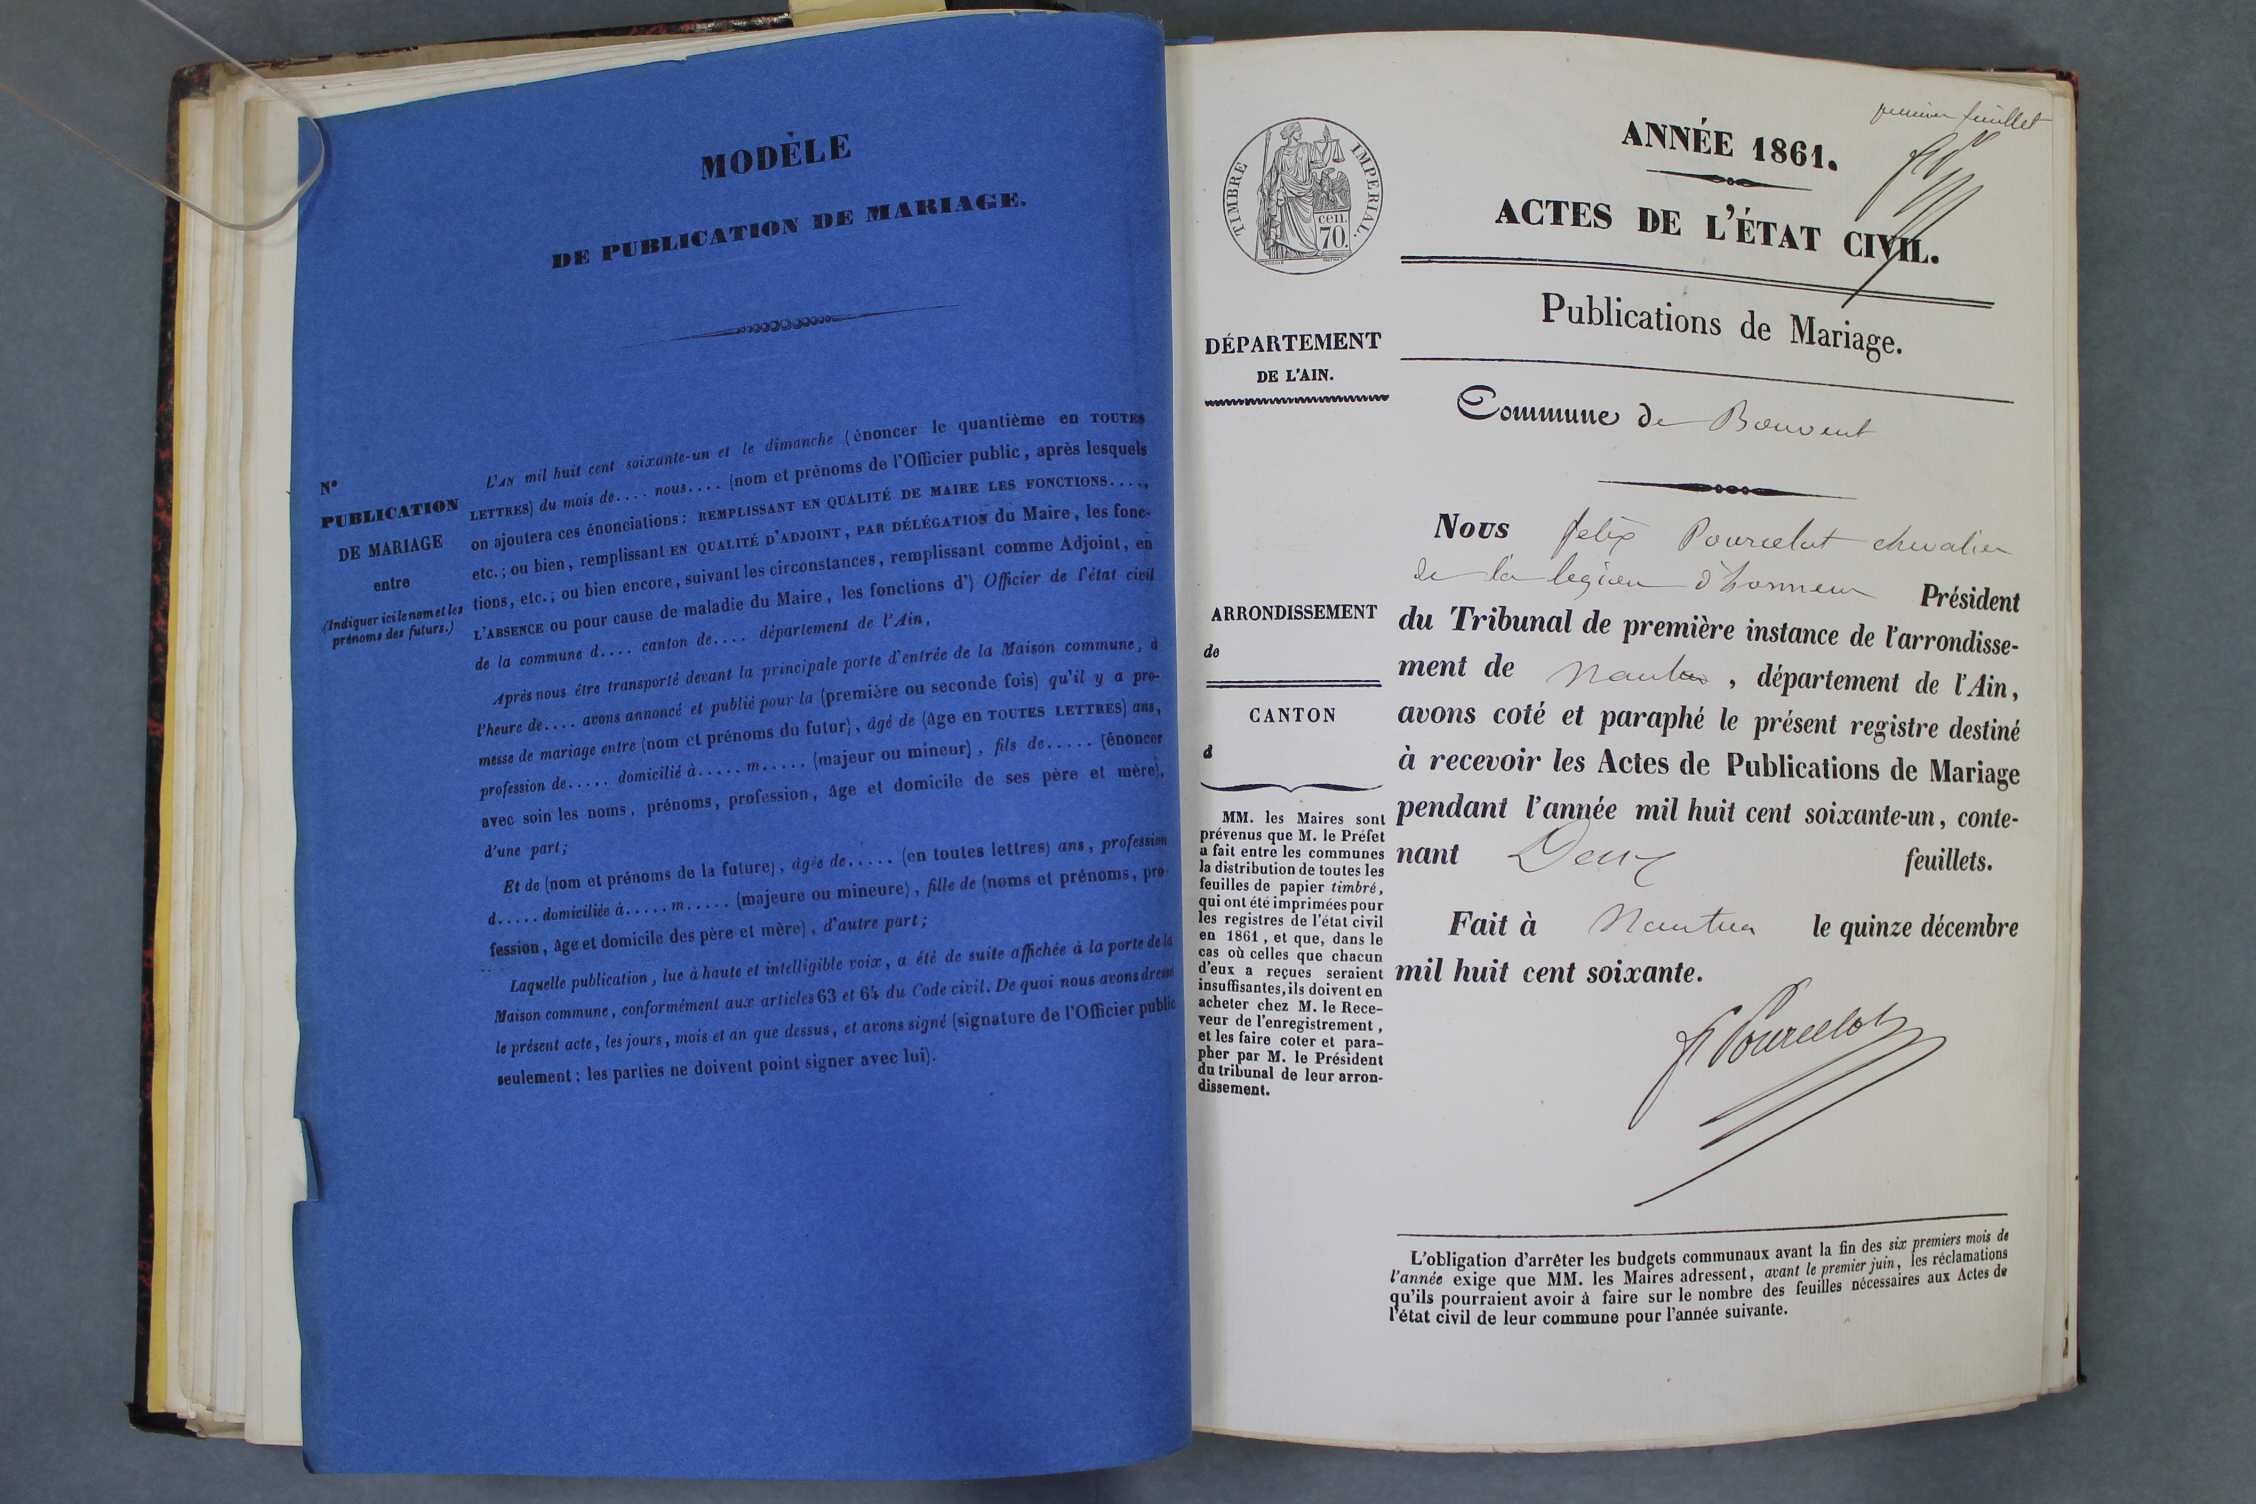 MODÈLE
DE PUBLICATION DE MARIAGE.
N°
PUBLICATION
DE MARIAGE
entre
(Indiquer ici le nom et les
prénoms des futurs.)
L'AN mil huit cent soixante-un et le dimanche (énoncer le quantième en TOUTES
LETTRES) du mois de.... nous.... (nom et prénoms de l'Officier public, après lesquels
on ajoutera ces énonciations: REMPLISSANT EN QUALITÉ DE MAIRE LES FONCTIONS....,
etc.; ou bien, remplissant EN QUALITÉ D'ADJOINT, PAR DÉLÉGATION du Maire, les fonc-
tions, etc.; ou bien encore, suivant les circonstances, remplissant comme Adjoint, en
L'ABSENCE ou pour cause de maladie du Maire, les fonctions d') Officier de l'état civil
de la commune d.... canton de.... département de l'Ain,
Après nous être transporté devant la principale porte d'entrée de la Maison commune, à
l'heure de.... avons annoncé et publié pour la (première ou seconde fois) qu'il y a pro-
messe de mariage entre (nom et prénoms du futur), âgé de (âge en TOUTES LETTRES) ans,
profession de..... domicilié à..... m..... (majeur ou mineur), fils de..... (énoncer
avec soin les noms, prénoms, profession, âge et domicile de ses père et mère),
d'une part;
Et de (nom et prénoms de la future), âgée de..... (en toutes lettres) ans, profession
d..... domiciliée à..... m..... (majeure ou mineure), fille de (noms et prénoms, pro-
fession, âge et domicile des père et mère), d'autre part;
Laquelle publication, lue à haute et intelligible voix, a été de suite affichée à la porte de la
Maison commune, conformément aux articles 63 et 64 du Code civil. De quoi nous avons dressé
le présent acte, les jours, mois et an que dessus, et avons signé (signature de l'Officier public
seulement; les parties ne doivent point signer avec lui).
premier feuillet
TIMBRE IMPERIAL.
cen.
70.
ANNÉE 1861.
ACTES DE L'ÉTAT CIVIL.
Publications de Mariage.
DÉPARTEMENT
DE L'AIN.
Commune de Bouvent
Nous felix Pourcelot chevalier
de la legion d'honneur Président
du Tribunal de première instance de l'arrondisse-
ment de Nantua, département de l'Ain,
avons coté et paraphé le présent registre destiné
à recevoir les Actes de Publications de Mariage
pendant l'année mil huit cent soixante-un, conte-
nant Deux feuillets.
Fait à Nantua le quinze décembre
mil huit cent soixante.
f Pourcelot
ARRONDISSEMENT
de
CANTON
d
MM. les Maires sont
prévenus que M. le Préfet
a fait entre les communes
la distribution de toutes les
feuilles de papier timbré,
qui ont été imprimées pour
les registres de l'état civil
en 1861, et que, dans le
cas où celles que chacun
d'eux a reçues seraient
insuffisantes, ils doivent en
acheter chez M. le Rece-
veur de l'enregistrement,
et les faire coter et para-
pher par M. le Président
du tribunal de leur arron-
dissement.
L'obligation d'arrêter les budgets communaux avant la fin des six premiers mois de
l'année exige que MM. les Maires adressent, avant le premier juin, les réclamations
qu'ils pourraient avoir à faire sur le nombre des feuilles nécessaires aux Actes de
l'état civil de leur commune pour l'année suivante.